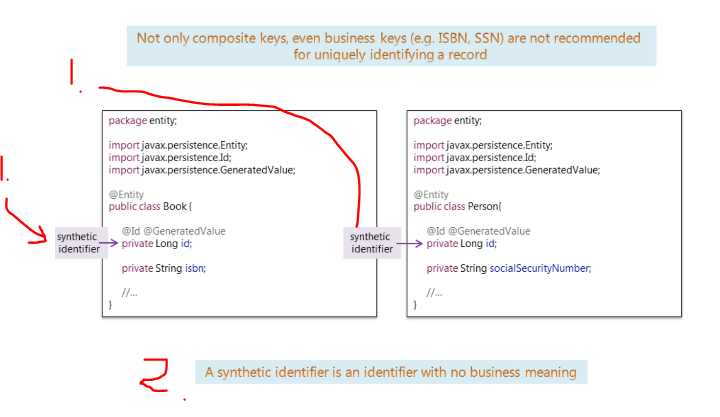 Not only composite keys, even business keys (e.g. ISBN, SSN) are not recommended
for uniquely identifying a record
1.
1.
package entity;
import javax.persistence.Entity;
import javax.persistence.Id;
import javax.persistence.GeneratedValue;
@Entity
public class Book {
@Id @GeneratedValue
private Long id;
private String isbn;
//...
}
synthetic
identifier
package entity;
import javax.persistence.Entity;
import javax.persistence.Id;
import javax.persistence.GeneratedValue;
@Entity
public class Person{
@Id @GeneratedValue
private Long id;
private String socialSecurityNumber;
//...
}
synthetic
identifier
2.
A synthetic identifier is an identifier with no business meaning